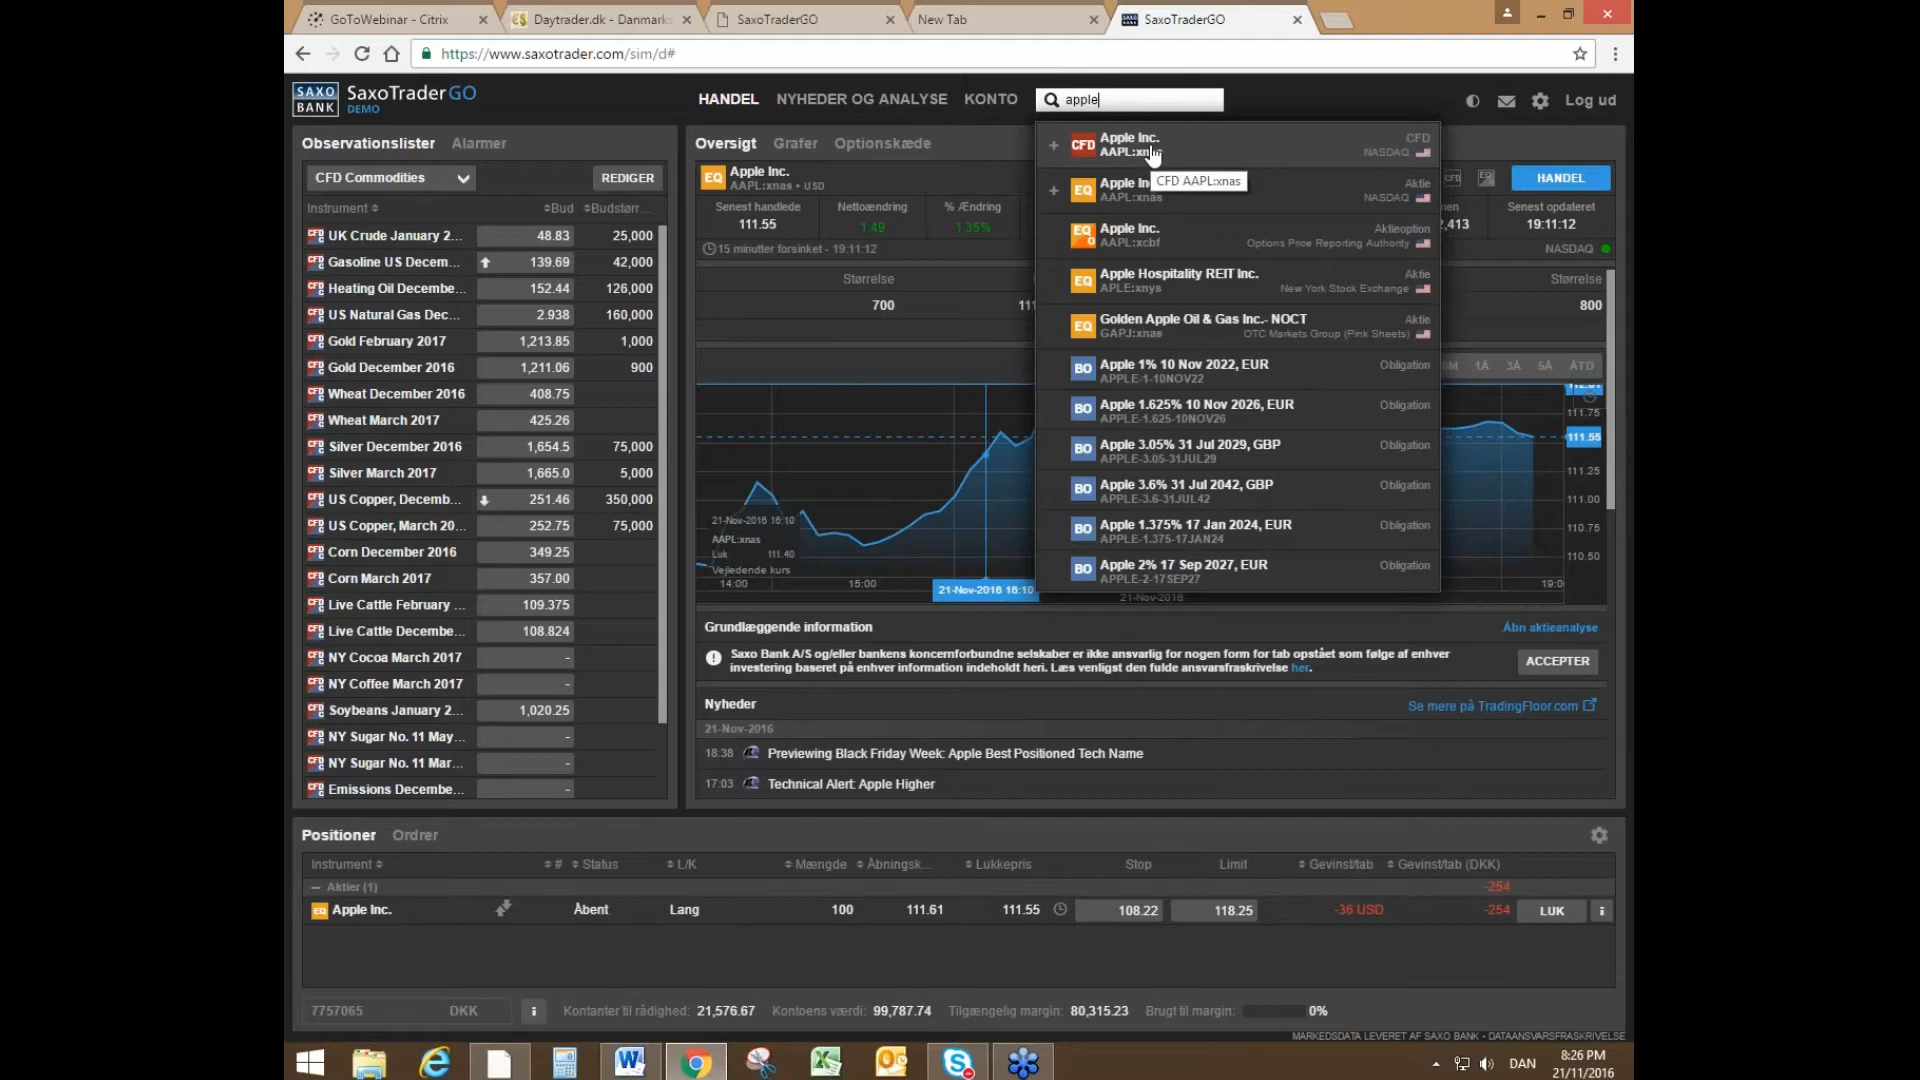 GoToWebinar - Citrix
Daytrader.dk - Danmarks
SaxoTraderGO
New Tab
SaxoTraderGO
https://www.saxotrader.com/sim/d#
SAXO BANK
SaxoTraderGO
DEMO
HANDEL
NYHEDER OG ANALYSE
KONTO
apple
Log ud
Observationslister
Alarmer
CFD Commodities
REDIGER
Instrument
Bud
Budstørr...
UK Crude January 2... 48.83 25,000
Gasoline US Decem... 139.69 42,000
Heating Oil Decembe... 152.44 126,000
US Natural Gas Dec... 2.938 160,000
Gold February 2017 1,213.85 1,000
Gold December 2016 1,211.06 900
Wheat December 2016 408.75
Wheat March 2017 425.26
Silver December 2016 1,654.5 75,000
Silver March 2017 1,665.0 5,000
US Copper, Decemb... 251.46 350,000
US Copper, March 20... 252.75 75,000
Corn December 2016 349.25
Corn March 2017 357.00
Live Cattle February ... 109.375
Live Cattle Decembe... 108.824
NY Cocoa March 2017 -
NY Coffee March 2017 -
Soybeans January 2... 1,020.25
NY Sugar No. 11 May... -
NY Sugar No. 11 Mar... -
Emissions Decembe... -
Oversigt
Grafer
Optionskæde
EQ
Apple Inc.
AAPL:xnas • USD
Senest handlede
111.55
Nettoændring
1.49
% Ændring
1.35%
15 minutter forsinket - 19:11:12
CFD
HANDEL
2,413
Senest opdateret
19:11:12
NASDAQ
Størrelse
Størrelse
700
800
CFD Apple Inc. CFD
AAPL:xnas NASDAQ
CFD AAPL:xnas
EQ Apple Inc. Aktie
AAPL:xnas NASDAQ
EQ Apple Inc. Aktieoption
AAPL:xcbf Options Price Reporting Authority
EQ Apple Hospitality REIT Inc. Aktie
APLE:xnys New York Stock Exchange
EQ Golden Apple Oil & Gas Inc.- NOCT Aktie
GAPJ:xnas OTC Markets Group (Pink Sheets)
BO Apple 1% 10 Nov 2022, EUR Obligation
APPLE-1-10NOV22
BO Apple 1.625% 10 Nov 2026, EUR Obligation
APPLE-1.625-10NOV26
BO Apple 3.05% 31 Jul 2029, GBP Obligation
APPLE-3.05-31JUL29
BO Apple 3.6% 31 Jul 2042, GBP Obligation
APPLE-3.6-31JUL42
BO Apple 1.375% 17 Jan 2024, EUR Obligation
APPLE-1.375-17JAN24
BO Apple 2% 17 Sep 2027, EUR Obligation
APPLE-2-17SEP27
1Å 3Å 5Å ÅTD
111.75
111.55
111.25
111.00
110.75
110.50
21-Nov-2016 16:10
AAPL:xnas
Luk 111.40
Vejledende kurs
14:00
15:00
21-Nov-2016 16:10
21-Nov-2016
Grundlæggende information
Åbn aktieanalyse
Saxo Bank A/S og/eller bankens koncernforbundne selskaber er ikke ansvarlig for nogen form for tab opstået som følge af enhver
investering baseret på enhver information indeholdt heri. Læs venligst den fulde ansvarsfraskrivelse her.
ACCEPTER
Nyheder
Se mere på TradingFloor.com
21-Nov-2016
18:38 Previewing Black Friday Week: Apple Best Positioned Tech Name
17:03 Technical Alert: Apple Higher
Positioner
Ordrer
Instrument # Status L/K Mængde Åbningsk... Lukkepris Stop Limit Gevinst/tab Gevinst/tab (DKK)
Aktier (1) -254
EQ Apple Inc. Åbent Lang 100 111.61 111.55 108.22 118.25 -36 USD -254 LUK
7757065 DKK
Kontanter til rådighed: 21,576.67 Kontoens værdi: 99,787.74 Tilgængelig margin: 80,315.23 Brugt til margin: 0%
MARKEDSDATA LEVERET AF SAXO BANK • DATAANSVARSFRASKRIVELSE
DAN
8:26 PM
21/11/2016